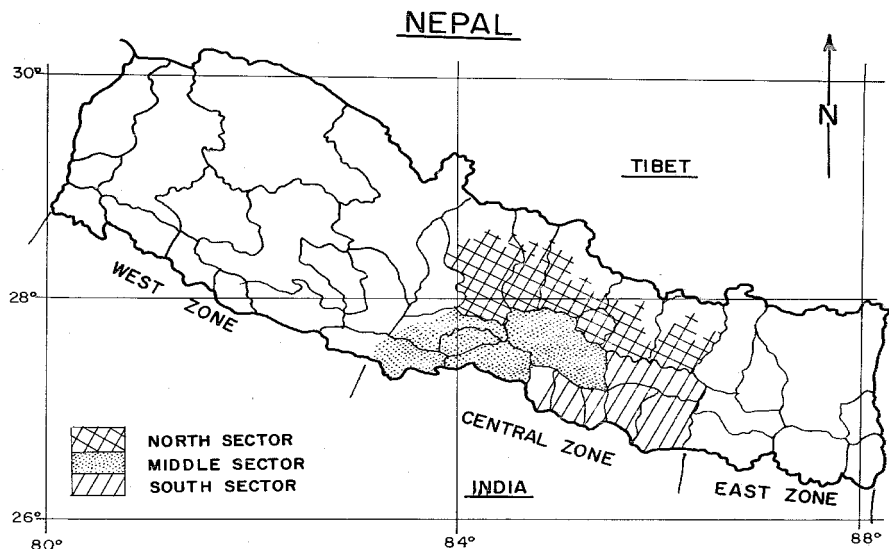 NEPAL
30°
N
TIBET
WEST ZONE
28°
NORTH SECTOR
MIDDLE SECTOR
SOUTH SECTOR
CENTRAL ZONE
INDIA
EAST ZONE
26°
80°
84°
88°